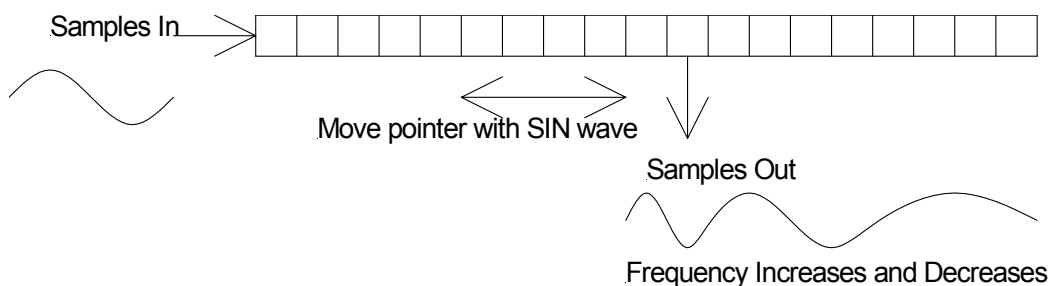 Samples In
Move pointer with SIN wave
Samples Out
Frequency Increases and Decreases